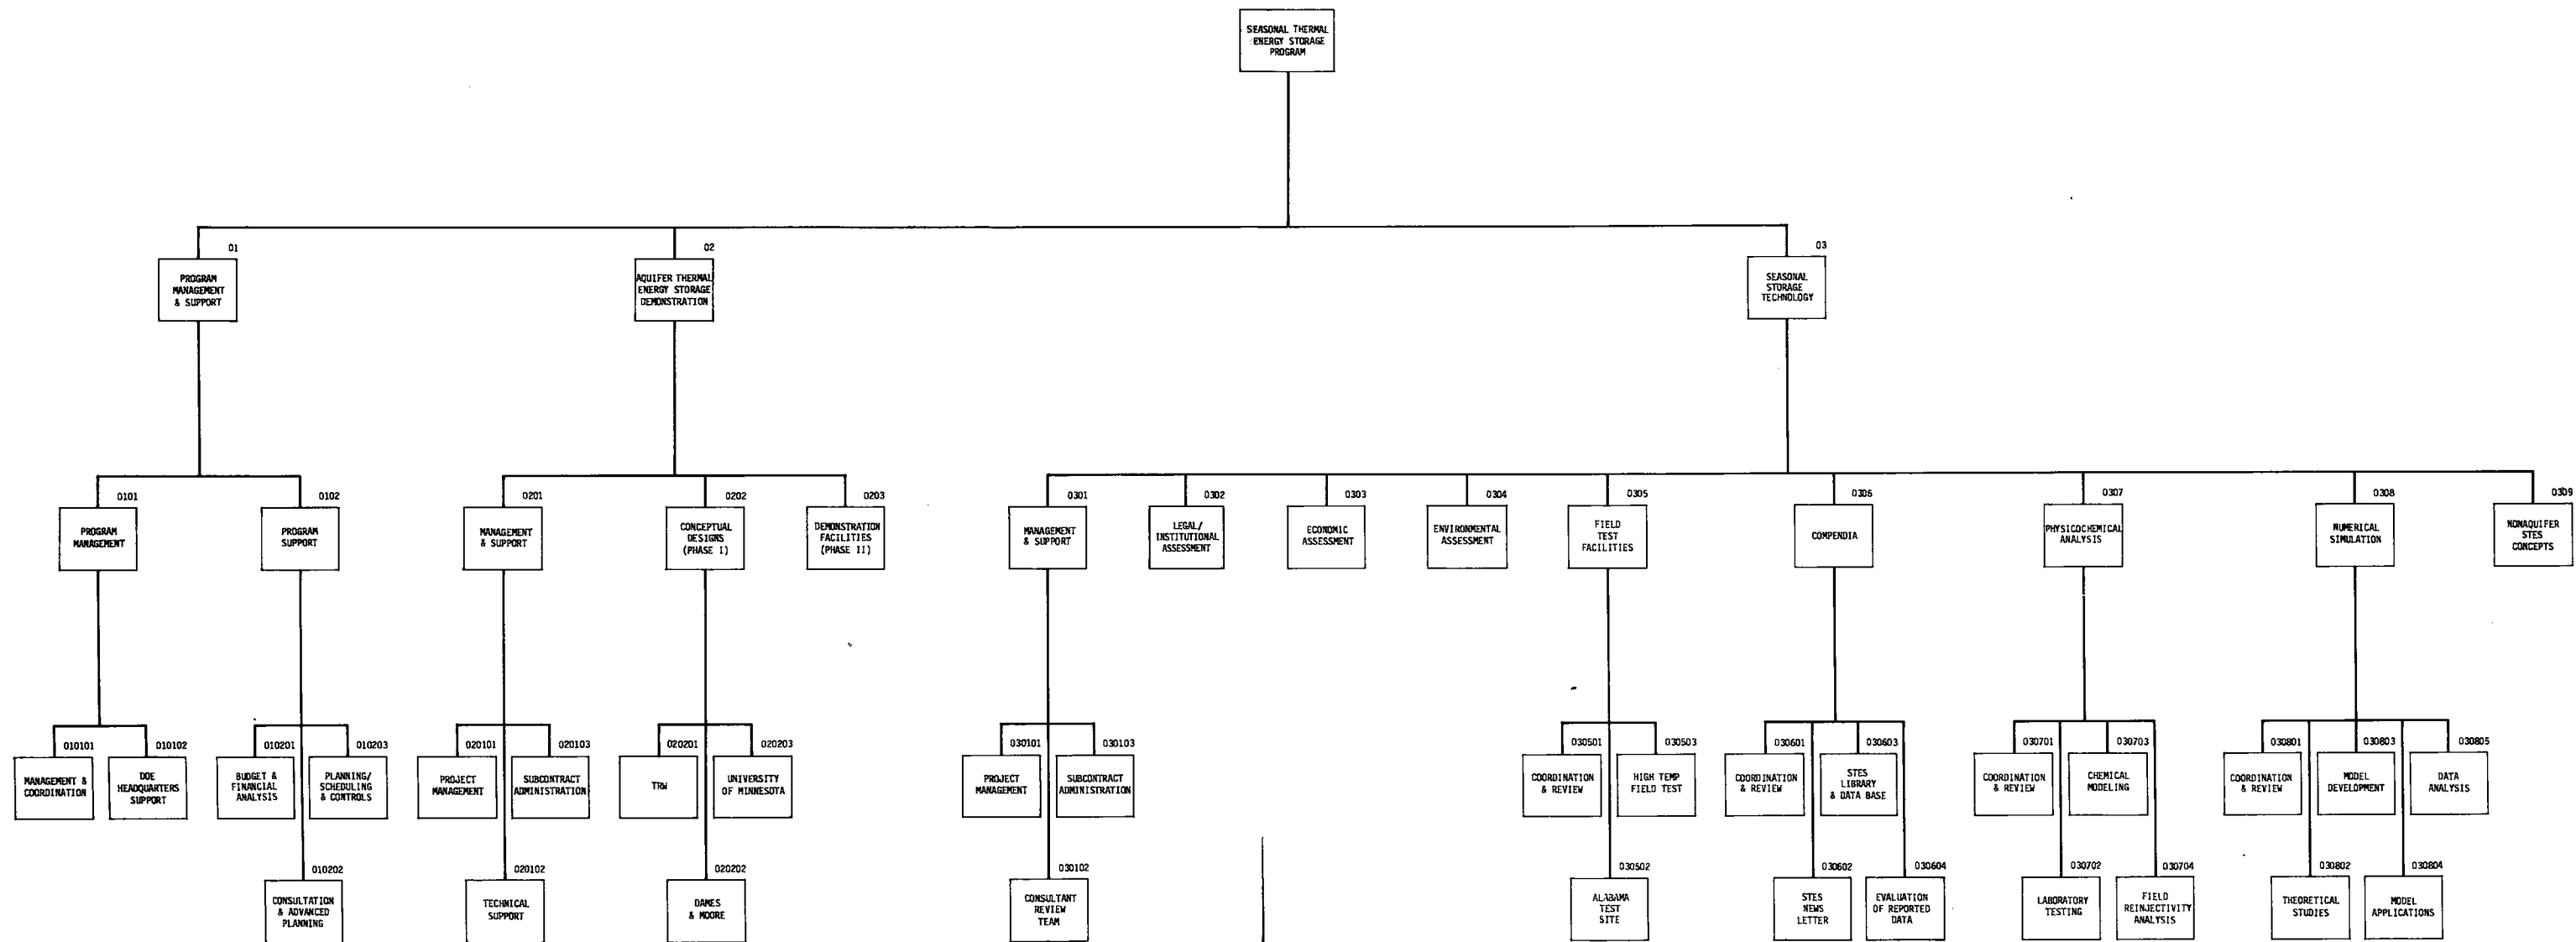 SEASONAL THERMAL
ENERGY STORAGE
PROGRAM
01
PROGRAM
MANAGEMENT
& SUPPORT
02
AQUIFER THERMAL
ENERGY STORAGE
DEMONSTRATION
03
SEASONAL
STORAGE
TECHNOLOGY
0101
PROGRAM
MANAGEMENT
0102
PROGRAM
SUPPORT
0201
MANAGEMENT
& SUPPORT
0202
CONCEPTUAL
DESIGNS
(PHASE I)
0203
DEMONSTRATION
FACILITIES
(PHASE II)
0301
MANAGEMENT
& SUPPORT
0302
LEGAL/
INSTITUTIONAL
ASSESSMENT
0303
ECONOMIC
ASSESSMENT
0304
ENVIRONMENTAL
ASSESSMENT
0305
FIELD
TEST
FACILITIES
0306
COMPENDIA
0307
PHYSICOCHEMICAL
ANALYSIS
0308
NUMERICAL
SIMULATION
0309
NONAQUIFER
STES
CONCEPTS
010101
MANAGEMENT &
COORDINATION
010102
DOE
HEADQUARTERS
SUPPORT
010201
BUDGET &
FINANCIAL
ANALYSIS
010203
PLANNING/
SCHEDULING
& CONTROLS
020101
PROJECT
MANAGEMENT
020103
SUBCONTRACT
ADMINISTRATION
020201
TRW
020203
UNIVERSITY
OF MINNESOTA
030101
PROJECT
MANAGEMENT
030103
SUBCONTRACT
ADMINISTRATION
030501
COORDINATION
& REVIEW
030503
HIGH TEMP
FIELD TEST
030601
COORDINATION
& REVIEW
030603
STES
LIBRARY
& DATA BASE
030701
COORDINATION
& REVIEW
030703
CHEMICAL
MODELING
030801
COORDINATION
& REVIEW
030803
MODEL
DEVELOPMENT
030805
DATA
ANALYSIS
010202
CONSULTATION
& ADVANCED
PLANNING
020102
TECHNICAL
SUPPORT
020202
DAMES
& MOORE
030102
CONSULTANT
REVIEW
TEAM
030502
ALABAMA
TEST
SITE
030602
STES
NEWS
LETTER
030604
EVALUATION
OF REPORTED
DATA
030702
LABORATORY
TESTING
030704
FIELD
REINJECTIVITY
ANALYSIS
030802
THEORETICAL
STUDIES
030804
MODEL
APPLICATIONS